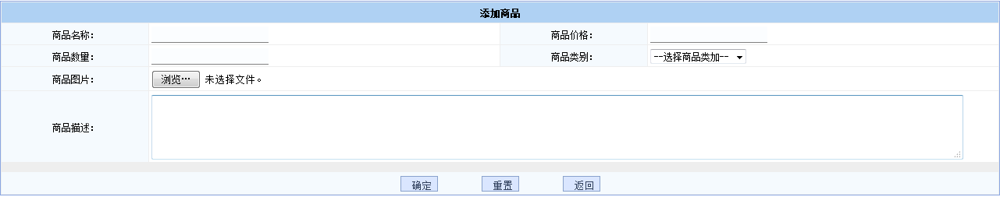 添加商品
商品名称: 商品价格:
商品数量: 商品类别: --选择商品类加--
商品图片: 浏览… 未选择文件。
商品描述:
确定 重置 返回